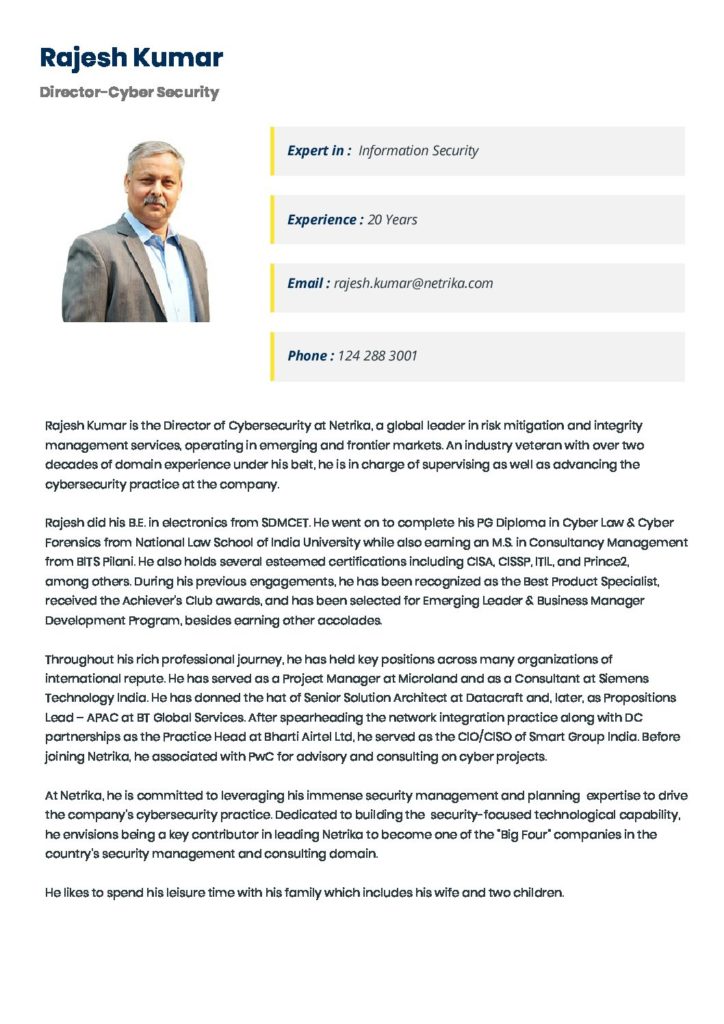 Rajesh Kumar
Director-Cyber Security
Expert in : Information Security
Experience : 20 Years
Email : rajesh.kumar@netrika.com
Phone : 124 288 3001
Rajesh Kumar is the Director of Cybersecurity at Netrika, a global leader in risk mitigation and integrity
management services, operating in emerging and frontier markets. An industry veteran with over two
decades of domain experience under his belt, he is in charge of supervising as well as advancing the
cybersecurity practice at the company.
Rajesh did his B.E. in electronics from SDMCET. He went on to complete his PG Diploma in Cyber Law & Cyber
Forensics from National Law School of India University while also earning an M.S. in Consultancy Management
from BITS Pilani. He also holds several esteemed certifications including CISA, CISSP, ITIL, and Prince2,
among others. During his previous engagements, he has been recognized as the Best Product Specialist,
received the Achiever's Club awards, and has been selected for Emerging Leader & Business Manager
Development Program, besides earning other accolades.
Throughout his rich professional journey, he has held key positions across many organizations of
international repute. He has served as a Project Manager at Microland and as a Consultant at Siemens
Technology India. He has donned the hat of Senior Solution Architect at Datacraft and, later, as Propositions
Lead – APAC at BT Global Services. After spearheading the network integration practice along with DC
partnerships as the Practice Head at Bharti Airtel Ltd, he served as the CIO/CISO of Smart Group India. Before
joining Netrika, he associated with PwC for advisory and consulting on cyber projects.
At Netrika, he is committed to leveraging his immense security management and planning expertise to drive
the company's cybersecurity practice. Dedicated to building the security-focused technological capability,
he envisions being a key contributor in leading Netrika to become one of the "Big Four" companies in the
country's security management and consulting domain.
He likes to spend his leisure time with his family which includes his wife and two children.